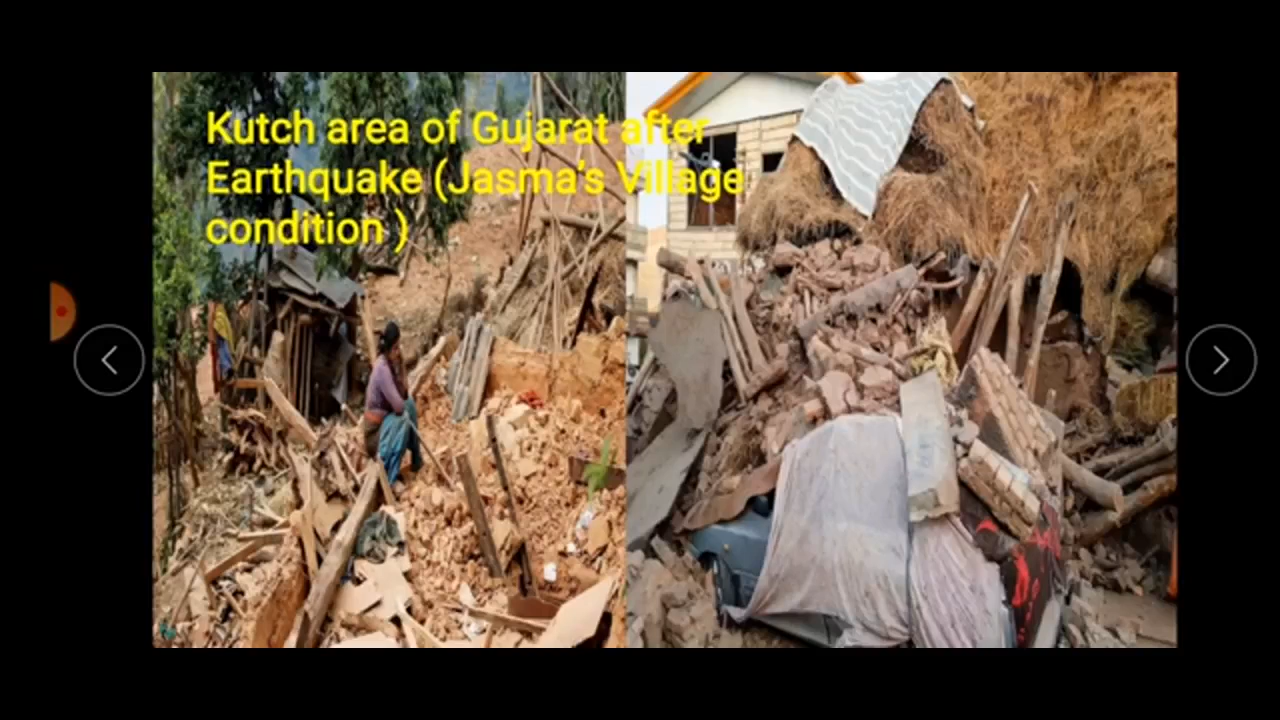 Kutch area of Gujarat after
Earthquake (Jasma's Village
condition )